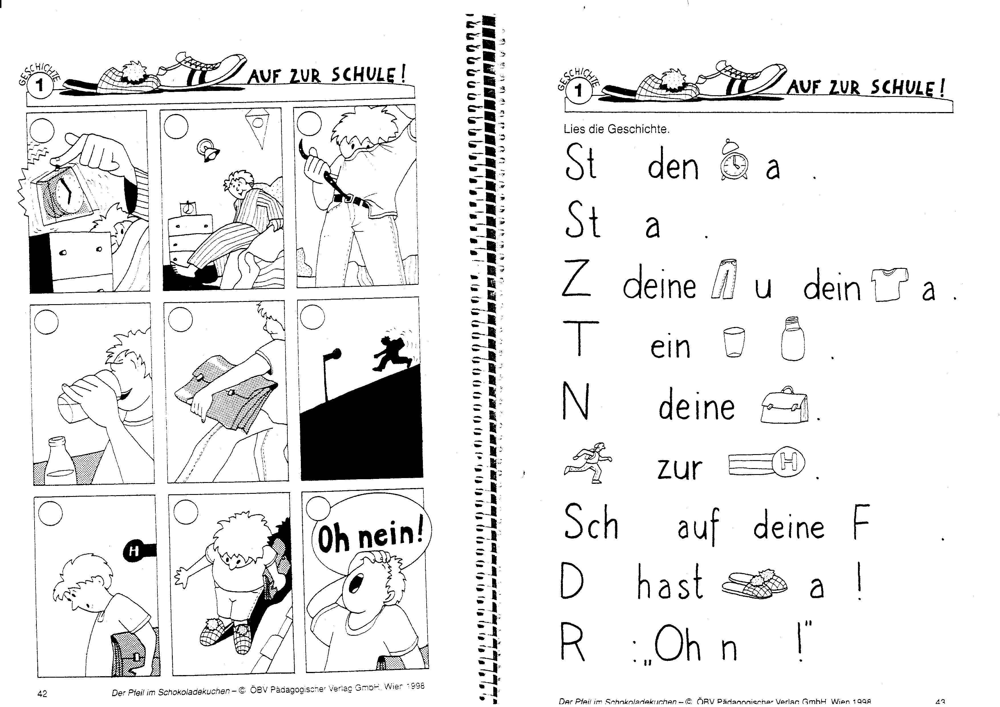 GESCHICHTE
1
AUF ZUR SCHULE!
H
Oh nein!
42
Der Pfeil im Schokoladekuchen – © ÖBV Pädagogischer Verlag GmbH, Wien 1998
GESCHICHTE
1
AUF ZUR SCHULE!
Lies die Geschichte.
St den a .
St a .
Z deine u dein a .
T ein .
N deine .
zur H .
Sch auf deine F .
D hast a !
R : „Oh n !"
Der Pfeil im Schokoladekuchen – © ÖBV Pädagogischer Verlag GmbH, Wien 1998
43